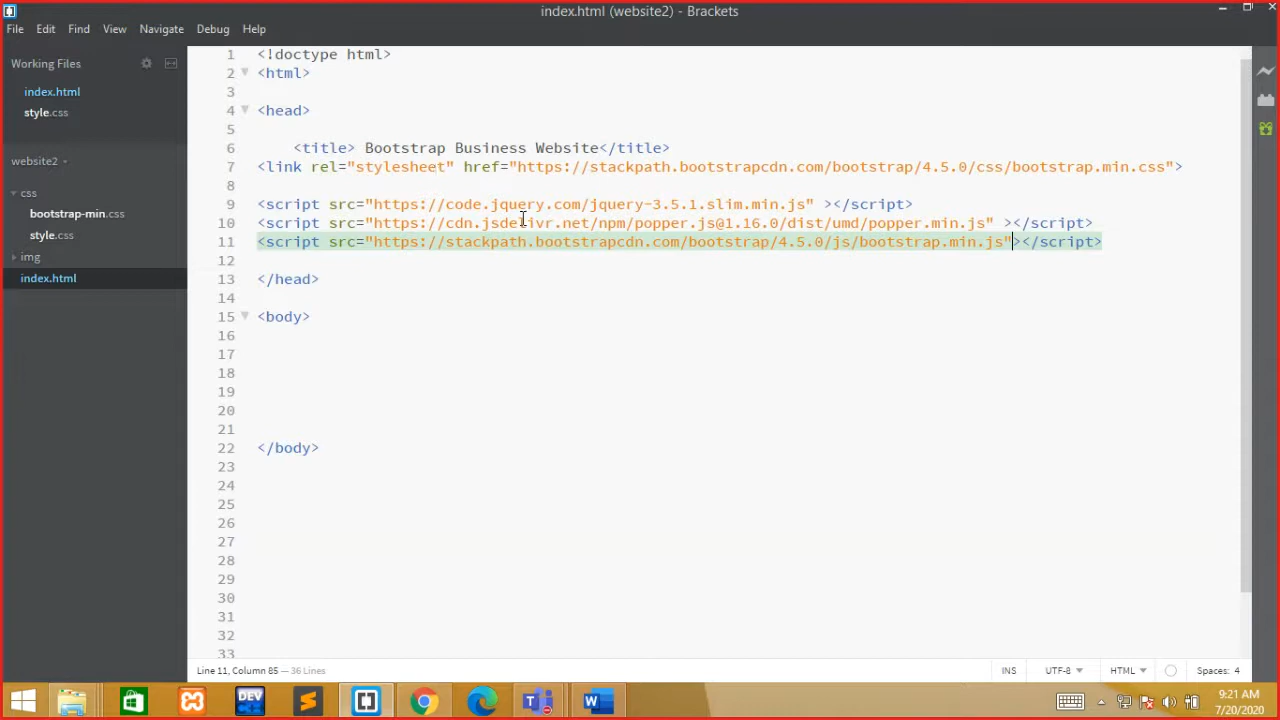 index.html (website2) - Brackets
File Edit Find View Navigate Debug Help
Working Files
index.html
style.css
website2
css
bootstrap-min.css
style.css
img
index.html
1 <!doctype html>
2 <html>
3
4 <head>
5
6 <title> Bootstrap Business Website</title>
7 <link rel="stylesheet" href="https://stackpath.bootstrapcdn.com/bootstrap/4.5.0/css/bootstrap.min.css">
8
9 <script src="https://code.jquery.com/jquery-3.5.1.slim.min.js" ></script>
10 <script src="https://cdn.jsdelivr.net/npm/popper.js@1.16.0/dist/umd/popper.min.js" ></script>
11 <script src="https://stackpath.bootstrapcdn.com/bootstrap/4.5.0/js/bootstrap.min.js"></script>
12
13 </head>
14
15 <body>
16
17
18
19
20
21
22 </body>
23
24
25
26
27
28
29
30
31
32
33
Line 11, Column 85 — 36 Lines
INS UTF-8 HTML Spaces: 4
DEV
9:21 AM
7/20/2020